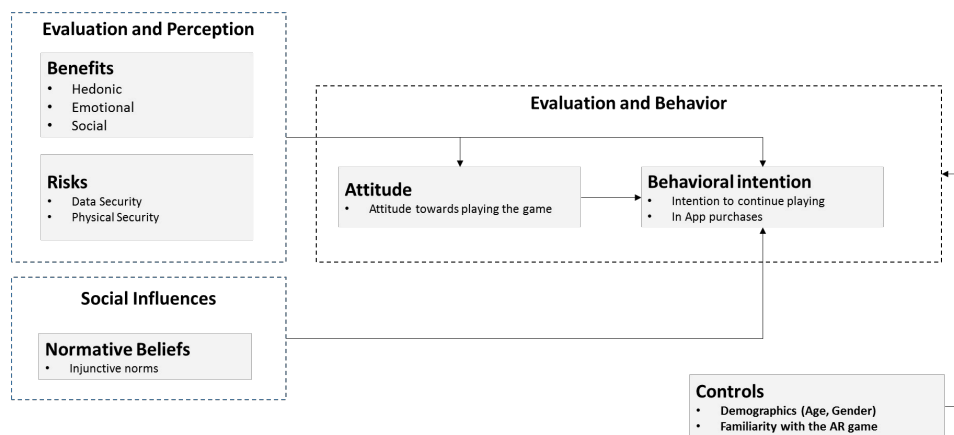 Evaluation and Perception
Benefits
• Hedonic
• Emotional
• Social
Risks
• Data Security
• Physical Security
Social Influences
Normative Beliefs
• Injunctive norms
Evaluation and Behavior
Attitude
• Attitude towards playing the game
Behavioral intention
• Intention to continue playing
• In App purchases
Controls
• Demographics (Age, Gender)
• Familiarity with the AR game